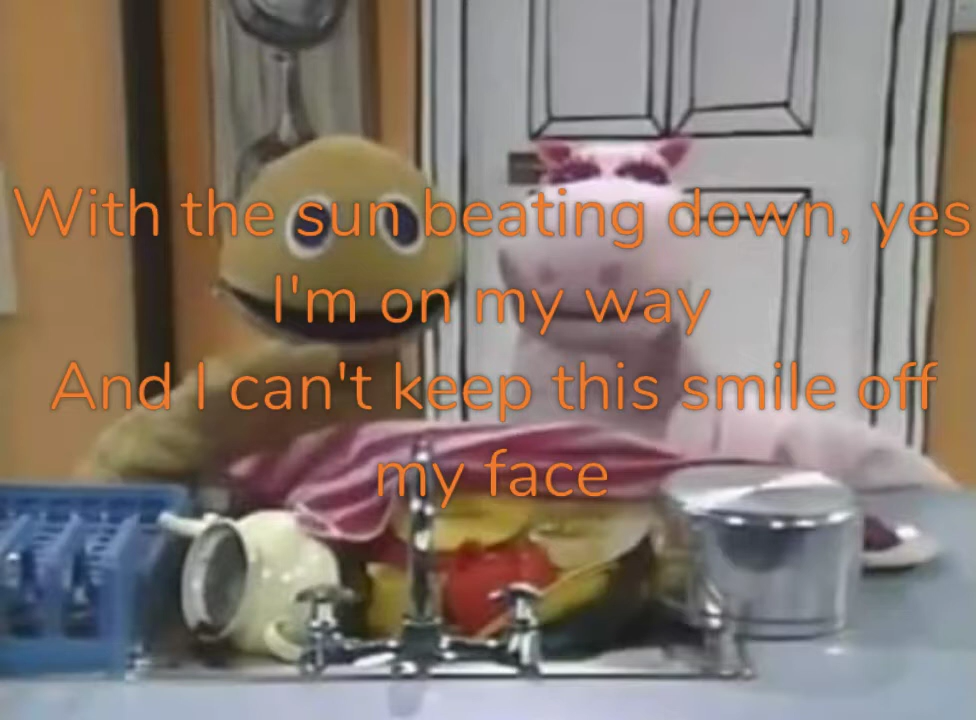 With the sun beating down, yes
I'm on my way
And I can't keep this smile off
my face